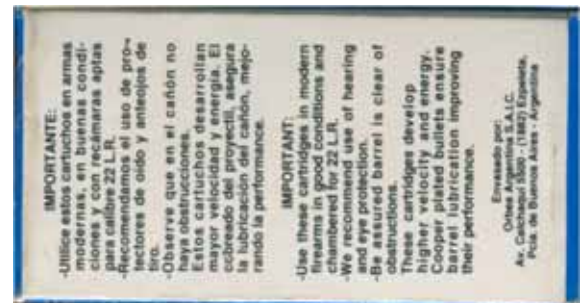 IMPORTANTE:
-Utilice estos cartuchos en armas
modernas, en buenas condi-
ciones y con recámaras aptas
para calibre 22 L.R.
-Recomendamos el uso de pro-
tectores de oido y anteojos de
tiro.
-Observe que en el cañón no
haya obstrucciones.
Estos cartuchos desarrollan
mayor velocidad y energía. El
cobreado del proyectil, asegura
la lubricación del cañón, mejo-
rando la performance.
IMPORTANT:
-Use these cartridges in modern
firearms in good conditions and
chambered for 22 L.R.
-We recommend use of hearing
and eye protection.
-Be assured barrel is clear of
obstructions.
These cartridges develop
higher velocity and energy.
Cooper plated bullets ensure
barrel lubrication improving
their performance.
Envasado por:
Orbea Argentina S.A.I.C.
Av. Calchaquí 5500 - (1882) Ezpeleta,
Pcia. de Buenos Aires - Argentina